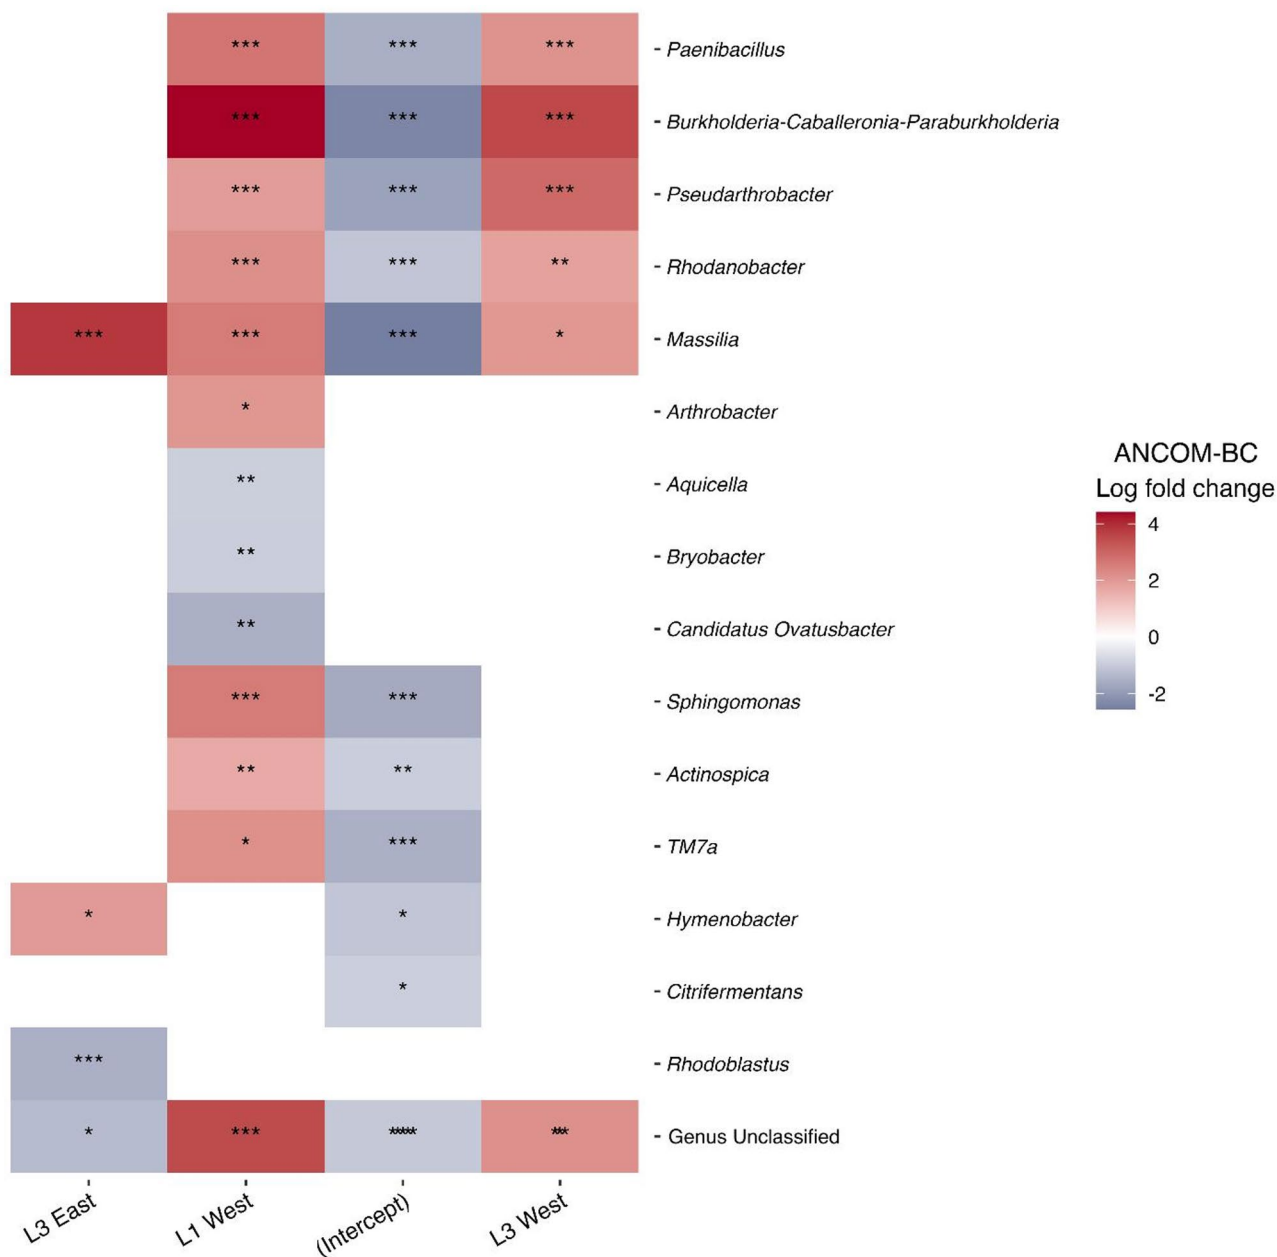 *** *** *** - Paenibacillus
*** *** *** - Burkholderia-Caballeronia-Paraburkholderia
*** *** *** - Pseudarthrobacter
*** *** ** - Rhodanobacter
*** *** *** * - Massilia
* - Arthrobacter
** - Aquicella
** - Bryobacter
** - Candidatus Ovatusbacter
*** *** - Sphingomonas
** ** - Actinospica
* *** - TM7a
* * - Hymenobacter
* - Citrifermentans
*** - Rhodoblastus
* *** ***** *** - Genus Unclassified
L3 East
L1 West
(Intercept)
L3 West
ANCOM-BC
Log fold change
4
2
0
-2